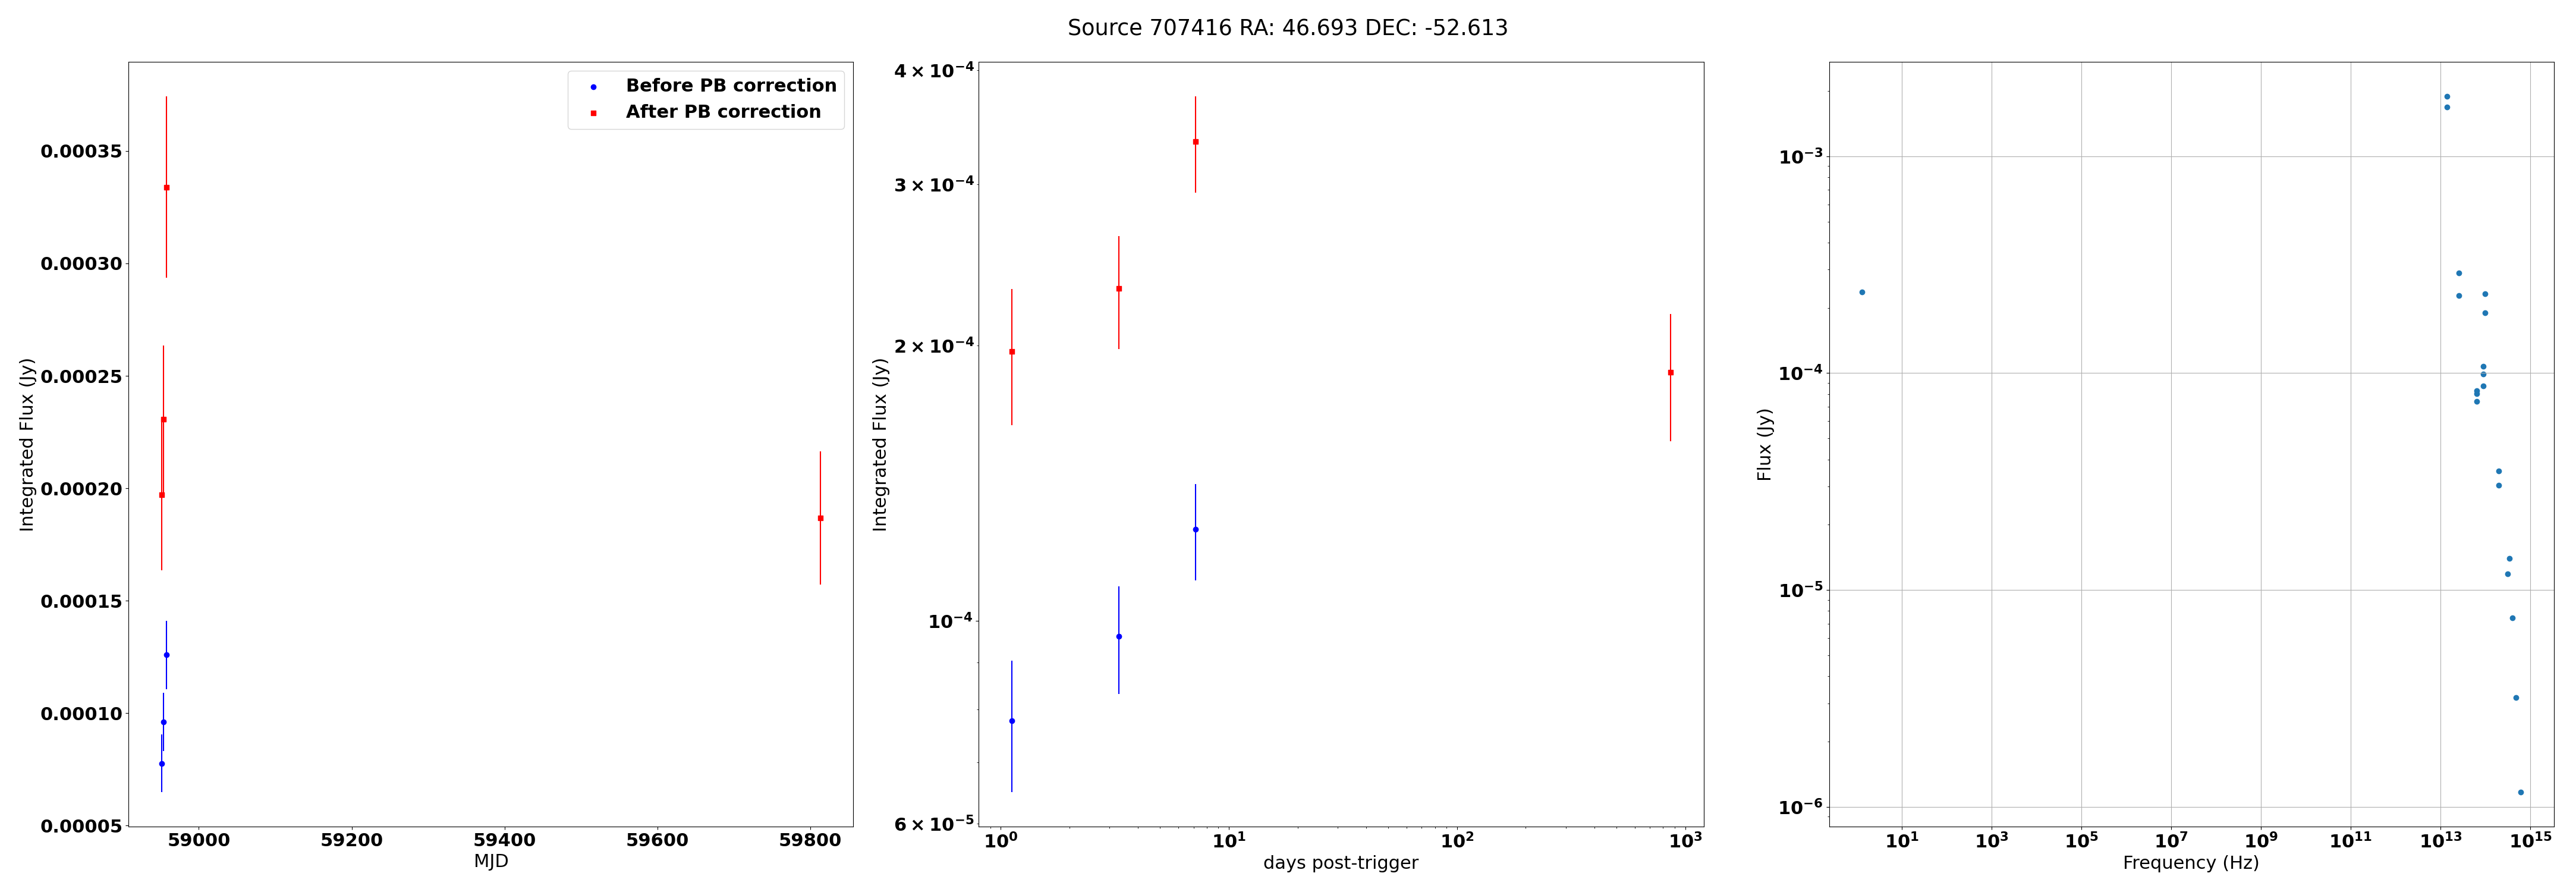 Source 707416 RA: 46.693 DEC: -52.613
Before PB correction
After PB correction
Integrated Flux (Jy)
0.00035
0.00030
0.00025
0.00020
0.00015
0.00010
0.00005
59000 59200 59400 59600 59800
MJD
Integrated Flux (Jy)
4 × 10⁻⁴
3 × 10⁻⁴
2 × 10⁻⁴
10⁻⁴
6 × 10⁻⁵
10⁰ 10¹ 10² 10³
days post-trigger
Flux (Jy)
10⁻³
10⁻⁴
10⁻⁵
10⁻⁶
10¹ 10³ 10⁵ 10⁷ 10⁹ 10¹¹ 10¹³ 10¹⁵
Frequency (Hz)